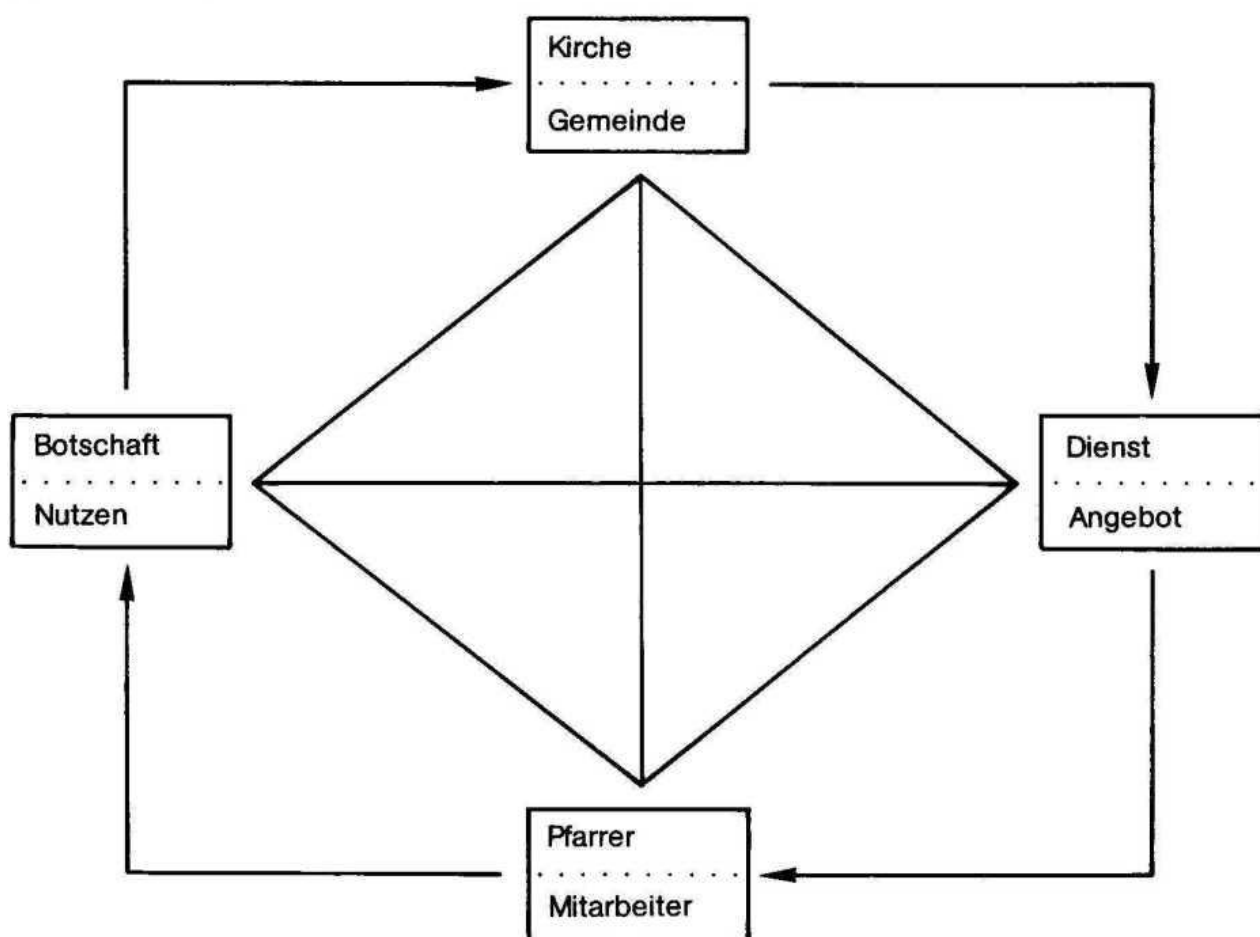 Kirche
Gemeinde
Botschaft
Nutzen
Dienst
Angebot
Pfarrer
Mitarbeiter